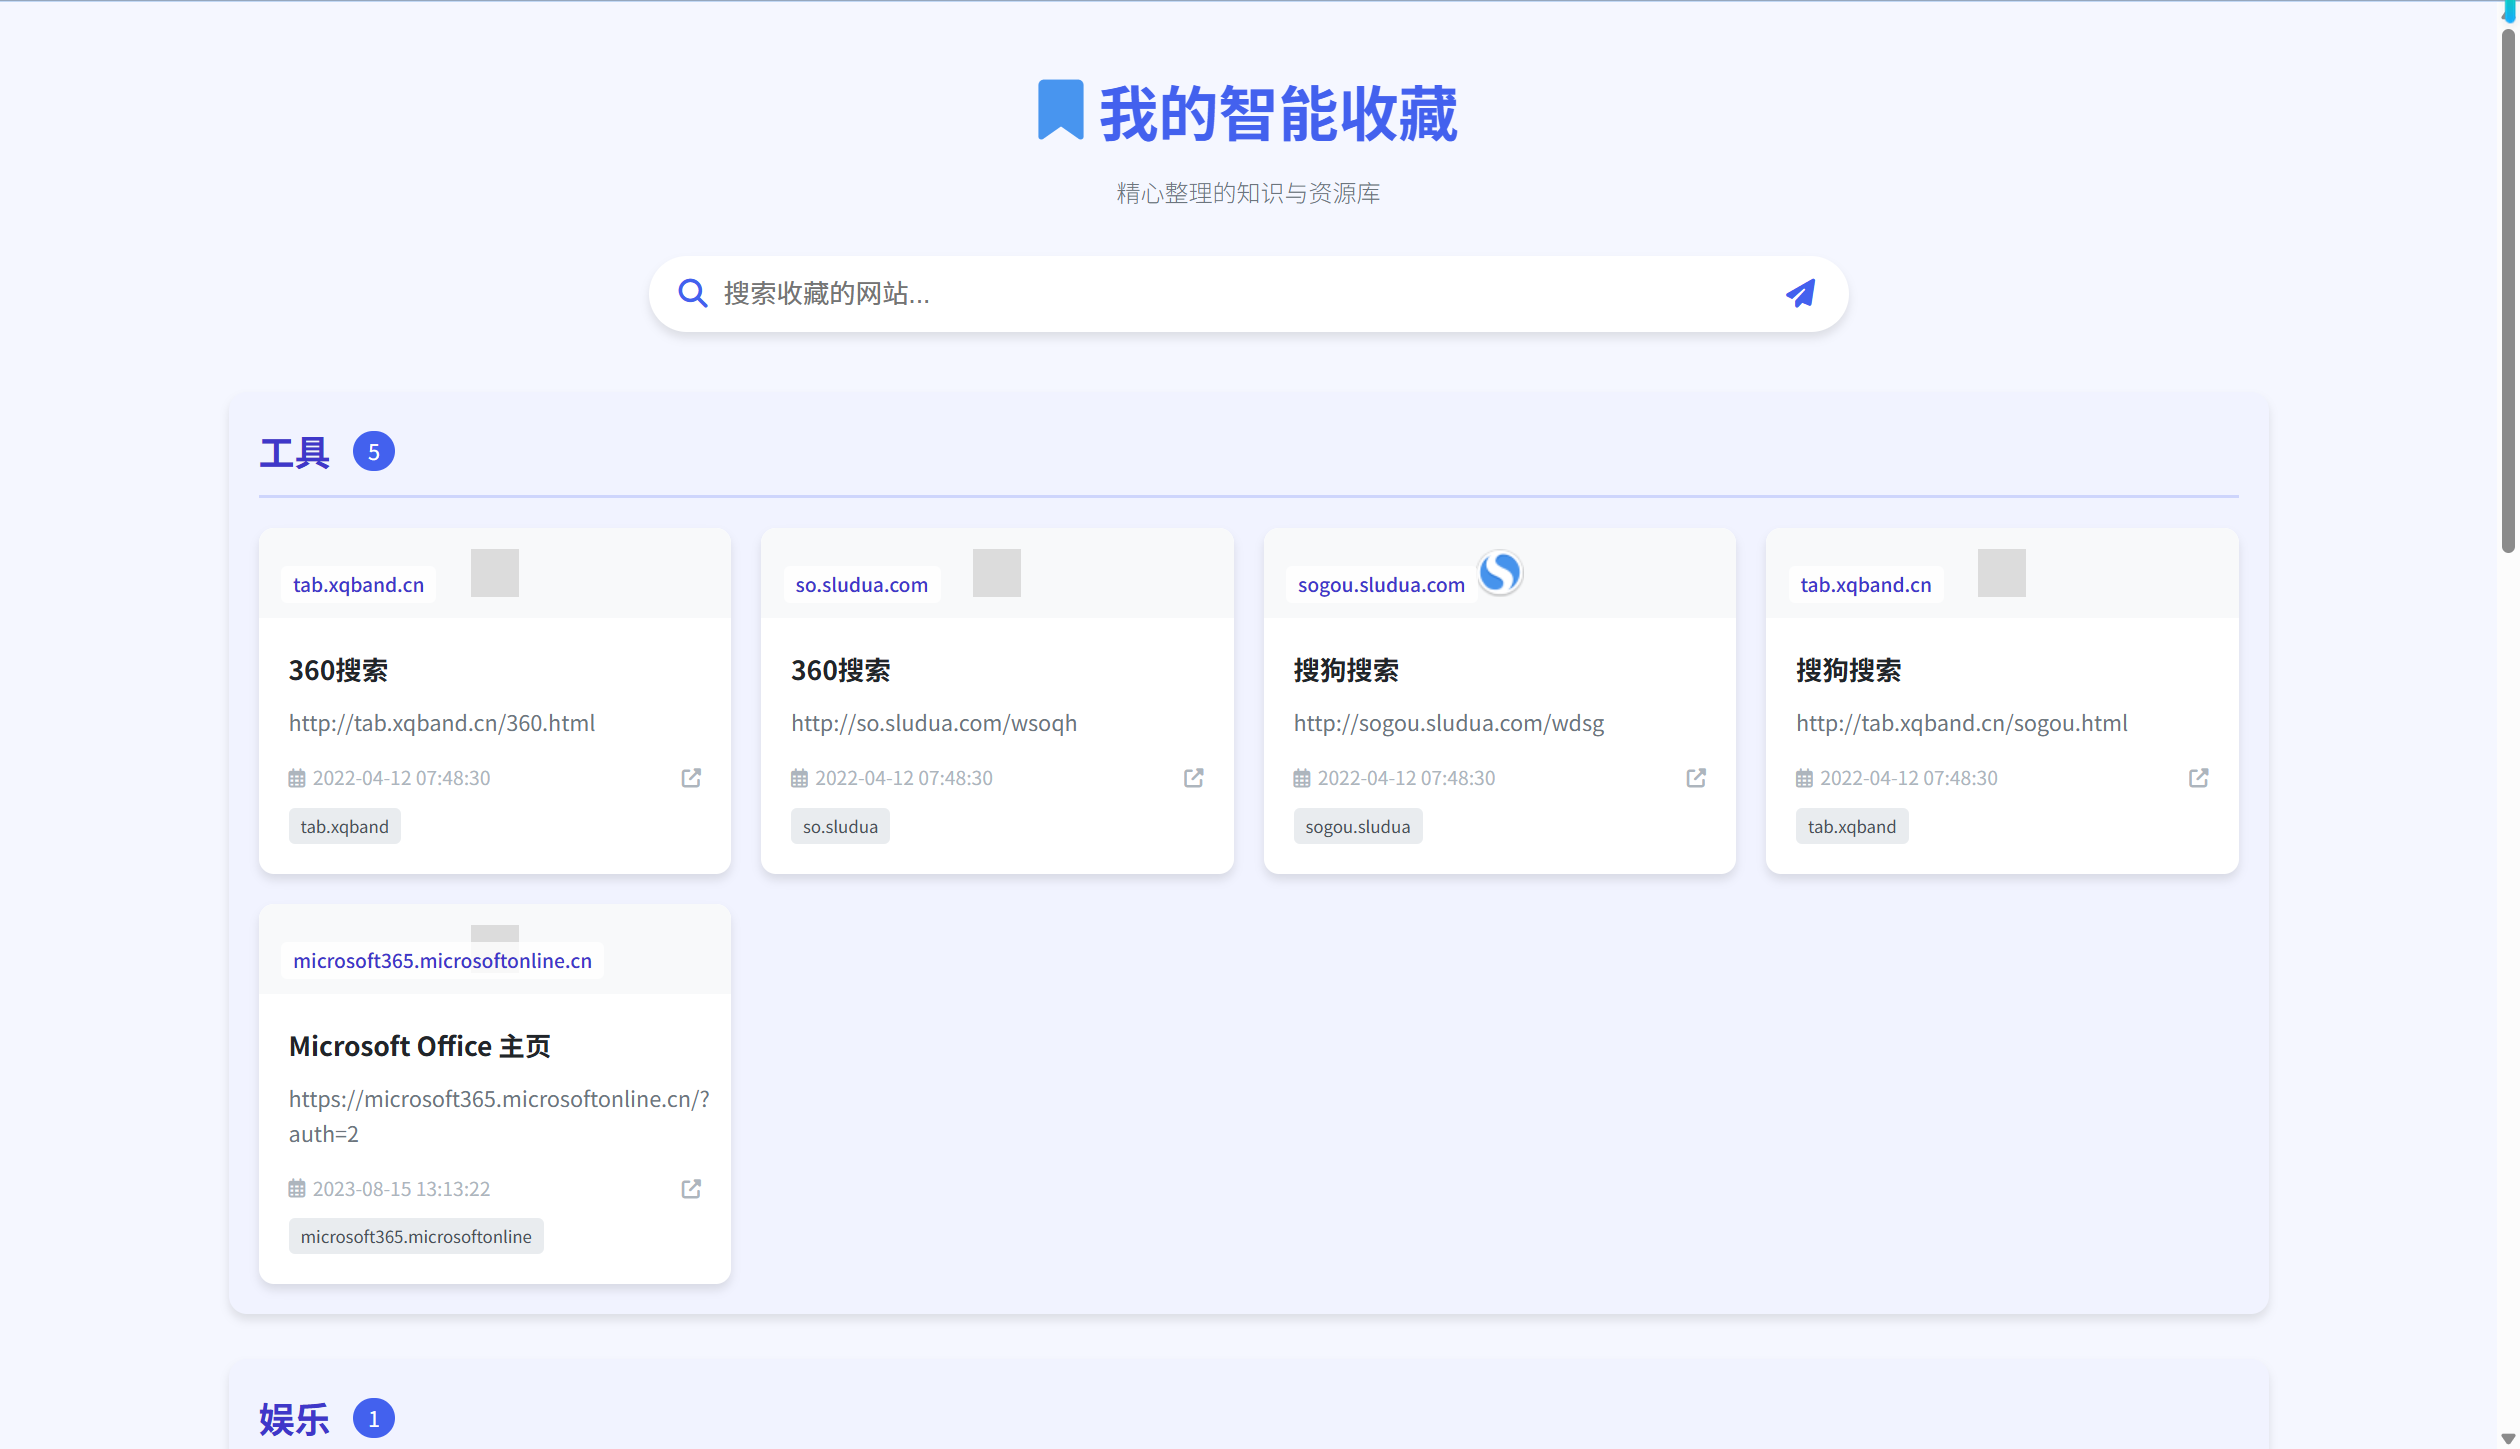 我的智能收藏
精心整理的知识与资源库
搜索收藏的网站...
工具 5
tab.xqband.cn
360搜索
http://tab.xqband.cn/360.html
2022-04-12 07:48:30
tab.xqband
so.sludua.com
360搜索
http://so.sludua.com/wsoqh
2022-04-12 07:48:30
so.sludua
sogou.sludua.com
搜狗搜索
http://sogou.sludua.com/wdsg
2022-04-12 07:48:30
sogou.sludua
tab.xqband.cn
搜狗搜索
http://tab.xqband.cn/sogou.html
2022-04-12 07:48:30
tab.xqband
microsoft365.microsoftonline.cn
Microsoft Office 主页
https://microsoft365.microsoftonline.cn/?
auth=2
2023-08-15 13:13:22
microsoft365.microsoftonline
娱乐 1